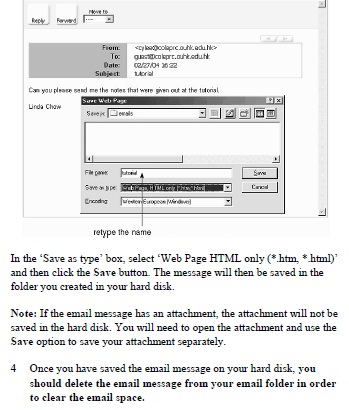 Move to
Reply Forward [----
From: <cylee@coleprc.ouhk.edu.hk>
To: guest@coleprc.ouhk.edu.hk
Date: 02/27/04 16:22
Subject: tutorial
Can you please send me the notes that were given out at the tutorial.
Linda Chow
Save Web Page
Save in: emails
File name: tutorial Save
Save as type: Web Page, HTML only (*.htm;*.html) Cancel
Encoding: Western European (Windows)
retype the name
In the ‘Save as type’ box, select ‘Web Page HTML only (*.htm, *.html)’
and then click the Save button. The message will then be saved in the
folder you created in your hard disk.
Note: If the email message has an attachment, the attachment will not be
saved in the hard disk. You will need to open the attachment and use the
Save option to save your attachment separately.
4 Once you have saved the email message on your hard disk, you
should delete the email message from your email folder in order
to clear the email space.